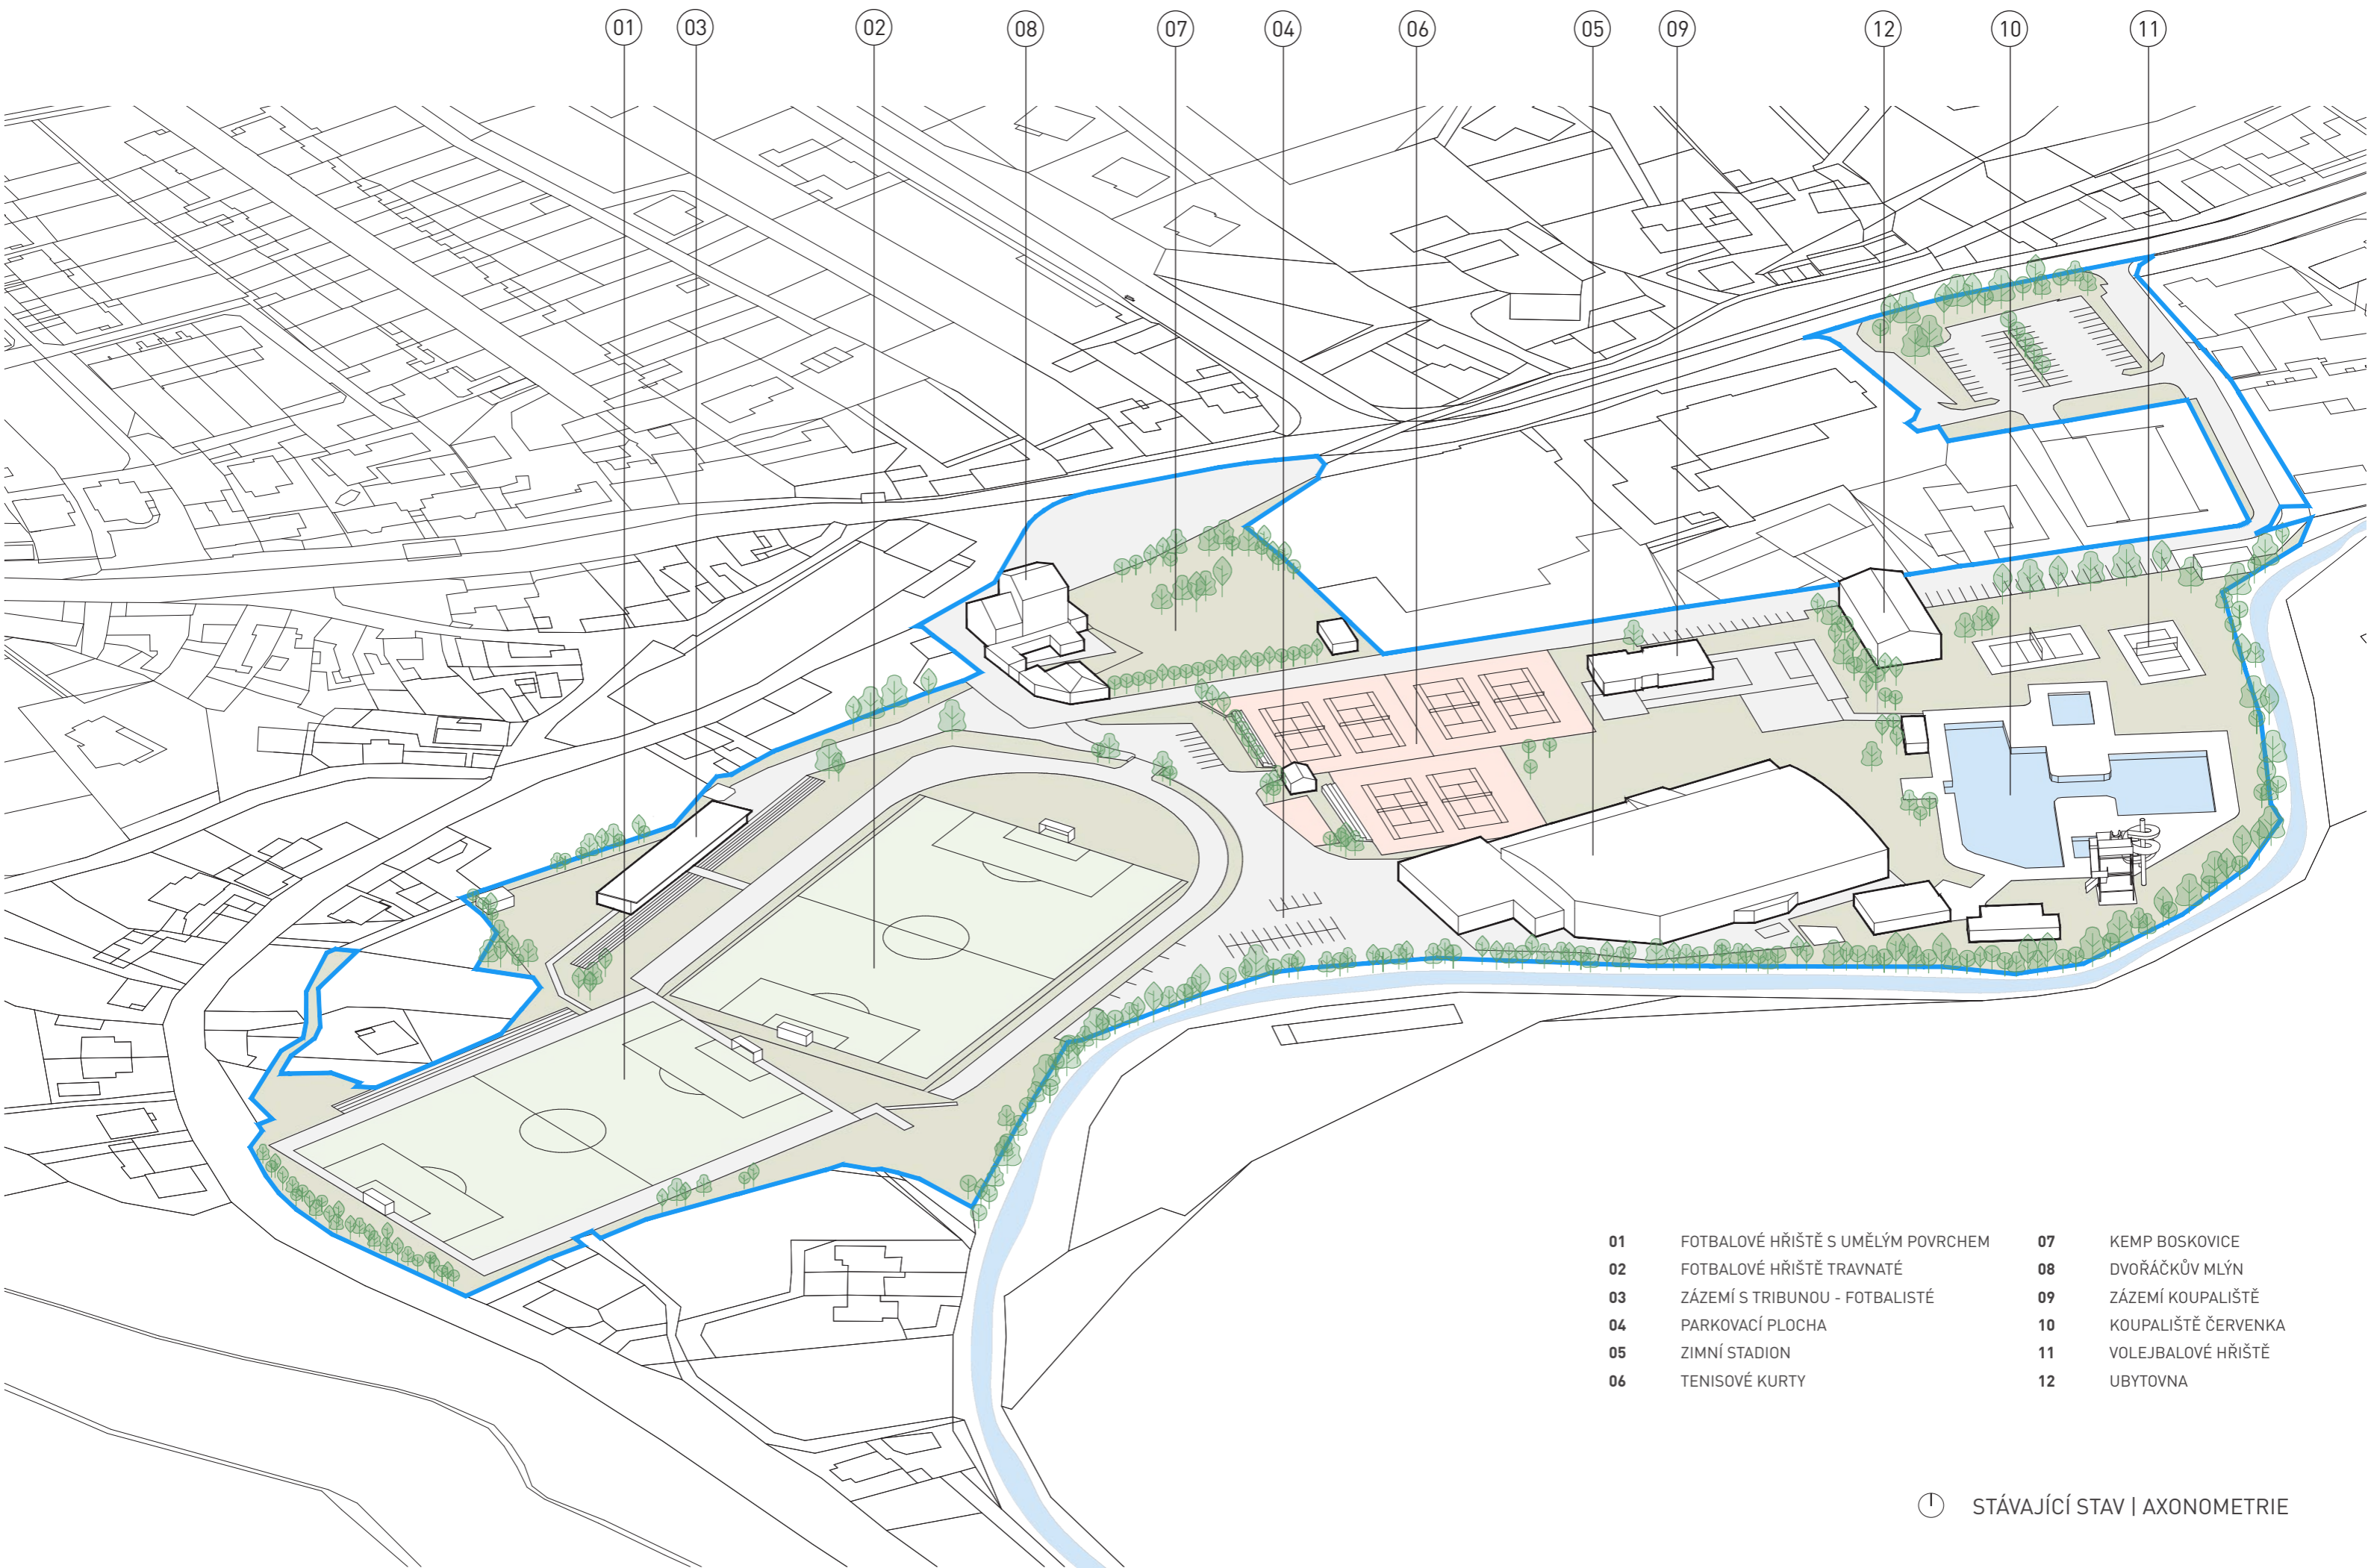 01 03 02 08 07 04 06 05 09 12 10 11
01 FOTBALOVÉ HŘIŠTĚ S UMĚLÝM POVRCHEM
02 FOTBALOVÉ HŘIŠTĚ TRAVNATÉ
03 ZÁZEMÍ S TRIBUNOU - FOTBALISTÉ
04 PARKOVACÍ PLOCHA
05 ZIMNÍ STADION
06 TENISOVÉ KURTY
07 KEMP BOSKOVICE
08 DVOŘÁČKŮV MLÝN
09 ZÁZEMÍ KOUPALIŠTĚ
10 KOUPALIŠTĚ ČERVENKA
11 VOLEJBALOVÉ HŘIŠTĚ
12 UBYTOVNA
STÁVAJÍCÍ STAV | AXONOMETRIE